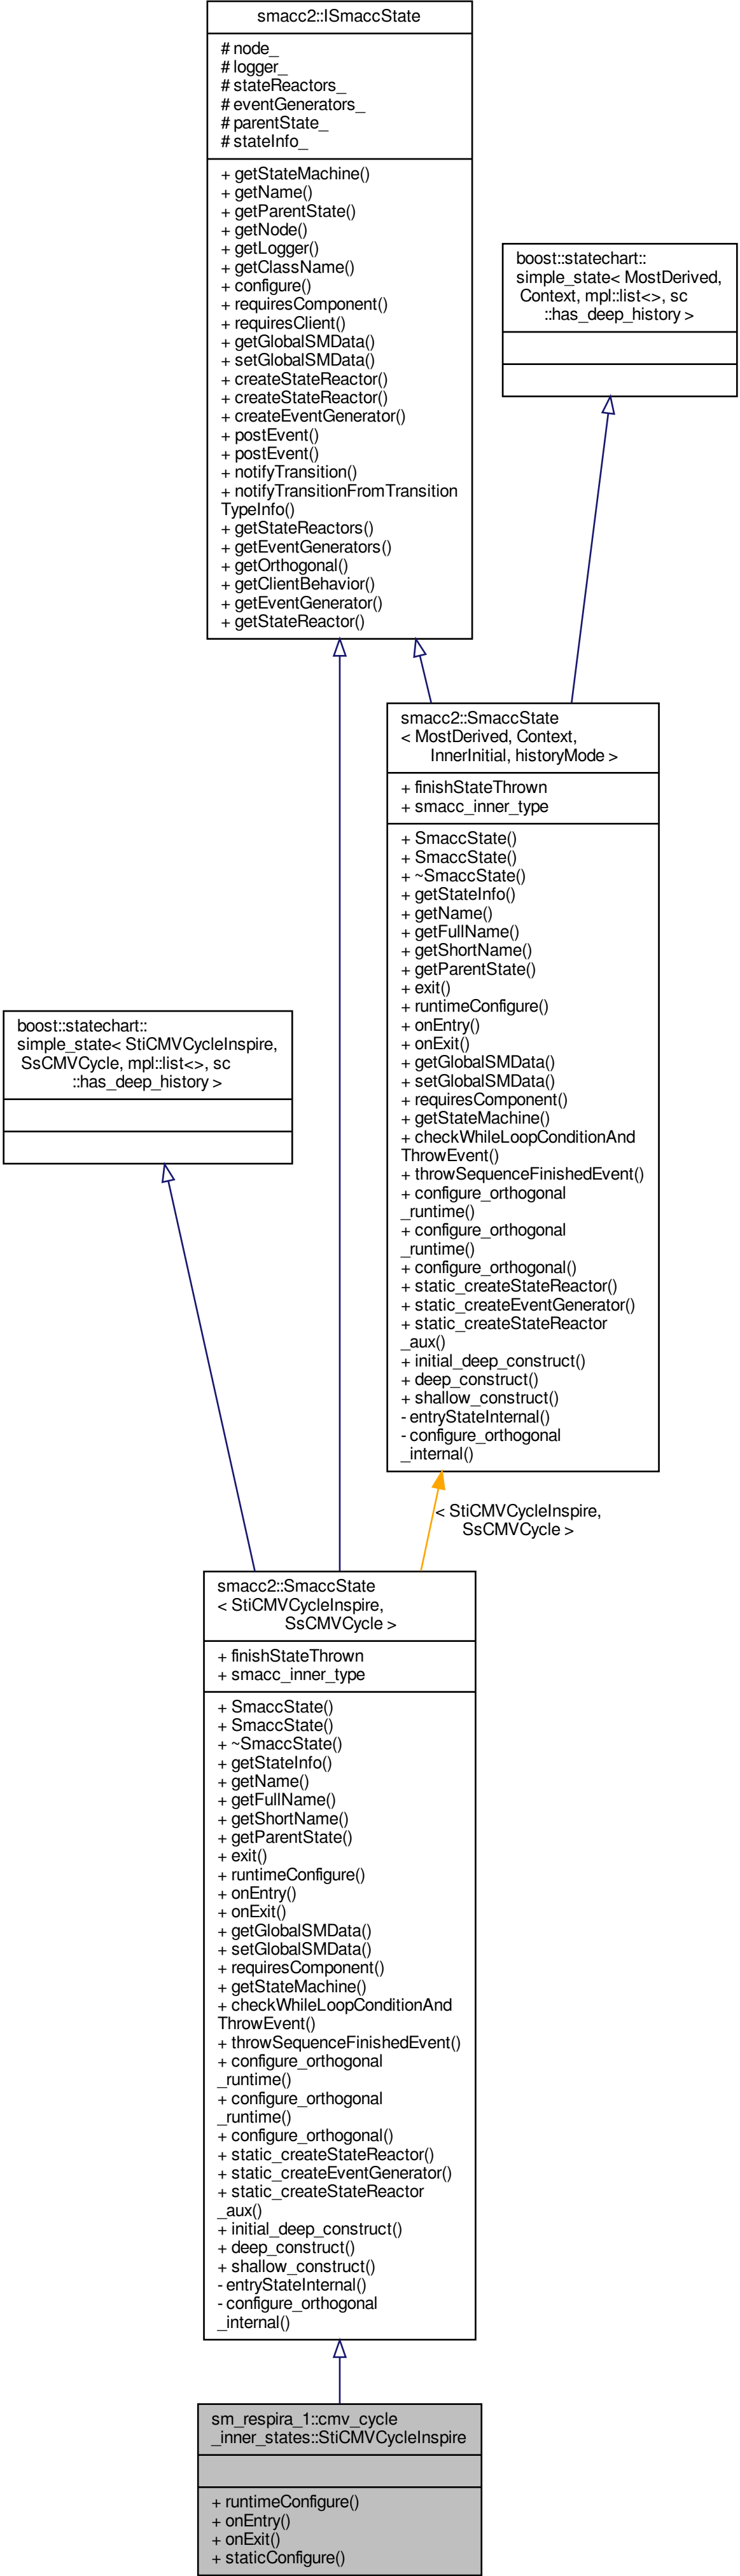 smacc2::ISmaccState
# node_
# logger_
# stateReactors_
# eventGenerators_
# parentState_
# stateInfo_
+ getStateMachine()
+ getName()
+ getParentState()
+ getNode()
+ getLogger()
+ getClassName()
+ configure()
+ requiresComponent()
+ requiresClient()
+ getGlobalSMData()
+ setGlobalSMData()
+ createStateReactor()
+ createStateReactor()
+ createEventGenerator()
+ postEvent()
+ postEvent()
+ notifyTransition()
+ notifyTransitionFromTransition
TypeInfo()
+ getStateReactors()
+ getEventGenerators()
+ getOrthogonal()
+ getClientBehavior()
+ getEventGenerator()
+ getStateReactor()
boost::statechart::
simple_state< MostDerived,
Context, mpl::list<>, sc
::has_deep_history >
smacc2::SmaccState
< MostDerived, Context,
InnerInitial, historyMode >
+ finishStateThrown
+ smacc_inner_type
+ SmaccState()
+ SmaccState()
+ ~SmaccState()
+ getStateInfo()
+ getName()
+ getFullName()
+ getShortName()
+ getParentState()
+ exit()
+ runtimeConfigure()
+ onEntry()
+ onExit()
+ getGlobalSMData()
+ setGlobalSMData()
+ requiresComponent()
+ getStateMachine()
+ checkWhileLoopConditionAnd
ThrowEvent()
+ throwSequenceFinishedEvent()
+ configure_orthogonal
_runtime()
+ configure_orthogonal
_runtime()
+ configure_orthogonal()
+ static_createStateReactor()
+ static_createEventGenerator()
+ static_createStateReactor
_aux()
+ initial_deep_construct()
+ deep_construct()
+ shallow_construct()
- entryStateInternal()
- configure_orthogonal
_internal()
boost::statechart::
simple_state< StiCMVCycleInspire,
SsCMVCycle, mpl::list<>, sc
::has_deep_history >
< StiCMVCycleInspire,
SsCMVCycle >
smacc2::SmaccState
< StiCMVCycleInspire,
SsCMVCycle >
+ finishStateThrown
+ smacc_inner_type
+ SmaccState()
+ SmaccState()
+ ~SmaccState()
+ getStateInfo()
+ getName()
+ getFullName()
+ getShortName()
+ getParentState()
+ exit()
+ runtimeConfigure()
+ onEntry()
+ onExit()
+ getGlobalSMData()
+ setGlobalSMData()
+ requiresComponent()
+ getStateMachine()
+ checkWhileLoopConditionAnd
ThrowEvent()
+ throwSequenceFinishedEvent()
+ configure_orthogonal
_runtime()
+ configure_orthogonal
_runtime()
+ configure_orthogonal()
+ static_createStateReactor()
+ static_createEventGenerator()
+ static_createStateReactor
_aux()
+ initial_deep_construct()
+ deep_construct()
+ shallow_construct()
- entryStateInternal()
- configure_orthogonal
_internal()
sm_respira_1::cmv_cycle
_inner_states::StiCMVCycleInspire
+ runtimeConfigure()
+ onEntry()
+ onExit()
+ staticConfigure()